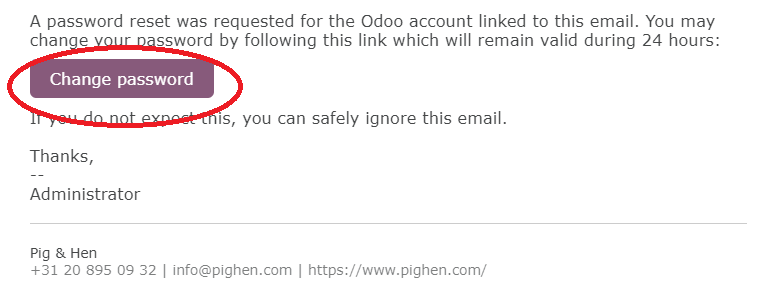 A password reset was requested for the Odoo account linked to this email. You may
change your password by following this link which will remain valid during 24 hours:
Change password
If you do not expect this, you can safely ignore this email.
Thanks,
--
Administrator
Pig & Hen
+31 20 895 09 32 | info@pighen.com | https://www.pighen.com/